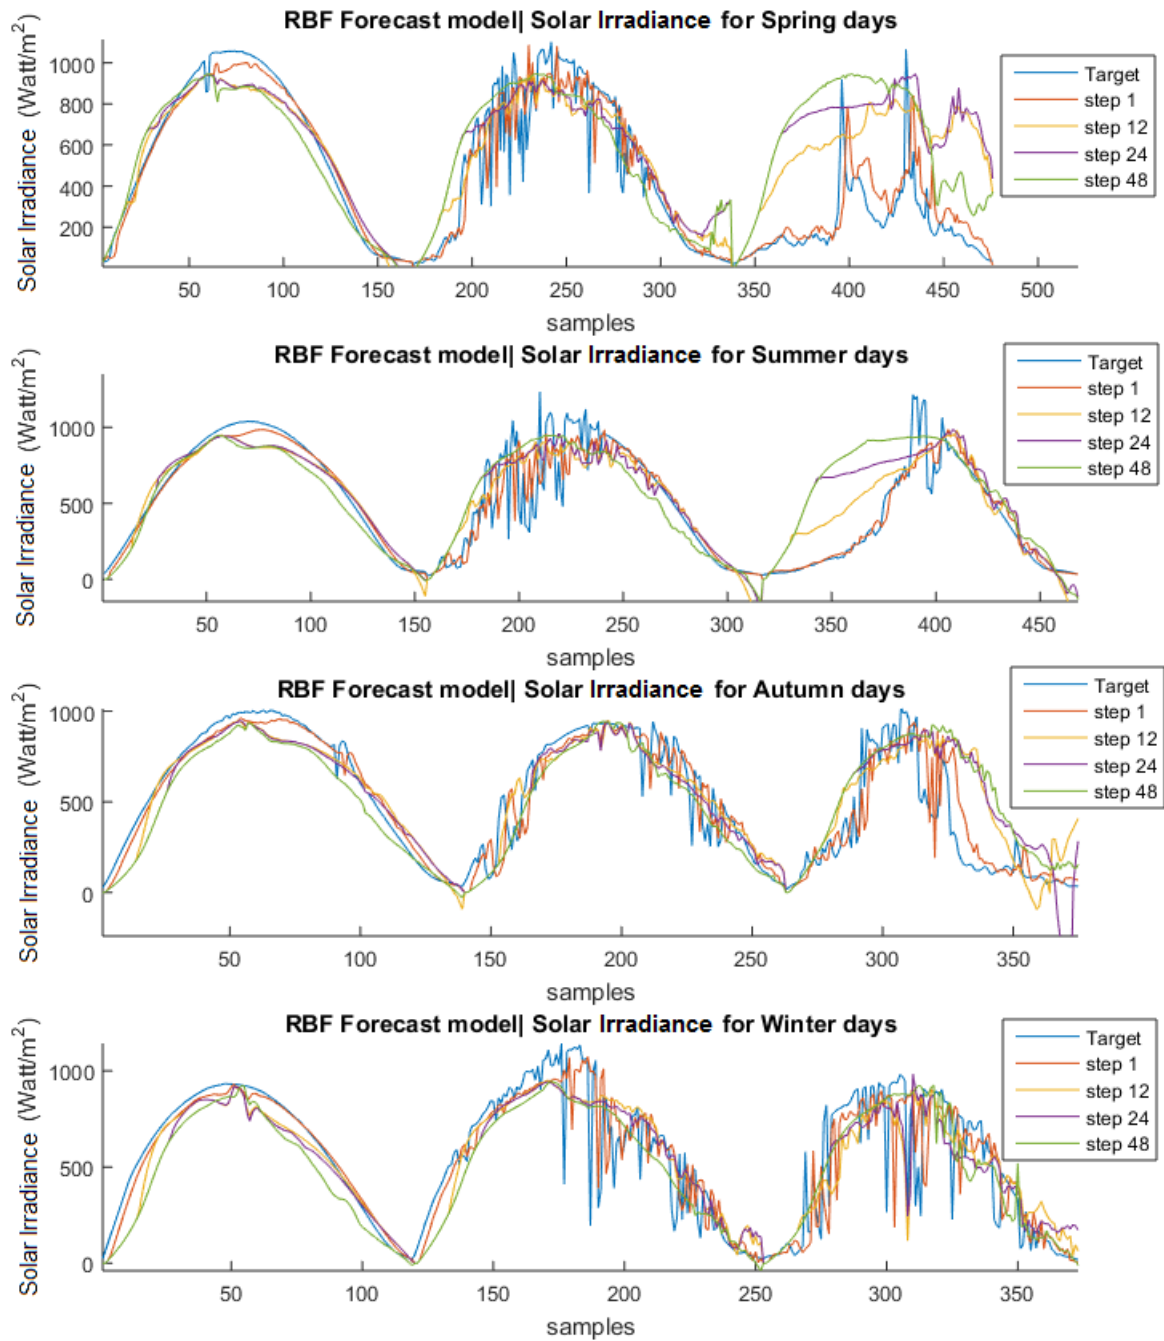 RBF Forecast model| Solar Irradiance for Spring days
Solar Irradiance (Watt/m²)
1000
800
600
400
200
50 100 150 200 250 300 350 400 450 500
samples
Target
step 1
step 12
step 24
step 48
RBF Forecast model| Solar Irradiance for Summer days
Solar Irradiance (Watt/m²)
1000
500
0
50 100 150 200 250 300 350 400 450
samples
Target
step 1
step 12
step 24
step 48
RBF Forecast model| Solar Irradiance for Autumn days
Solar Irradiance (Watt/m²)
1000
500
0
50 100 150 200 250 300 350
samples
Target
step 1
step 12
step 24
step 48
RBF Forecast model| Solar Irradiance for Winter days
Solar Irradiance (Watt/m²)
1000
500
0
50 100 150 200 250 300 350
samples
Target
step 1
step 12
step 24
step 48